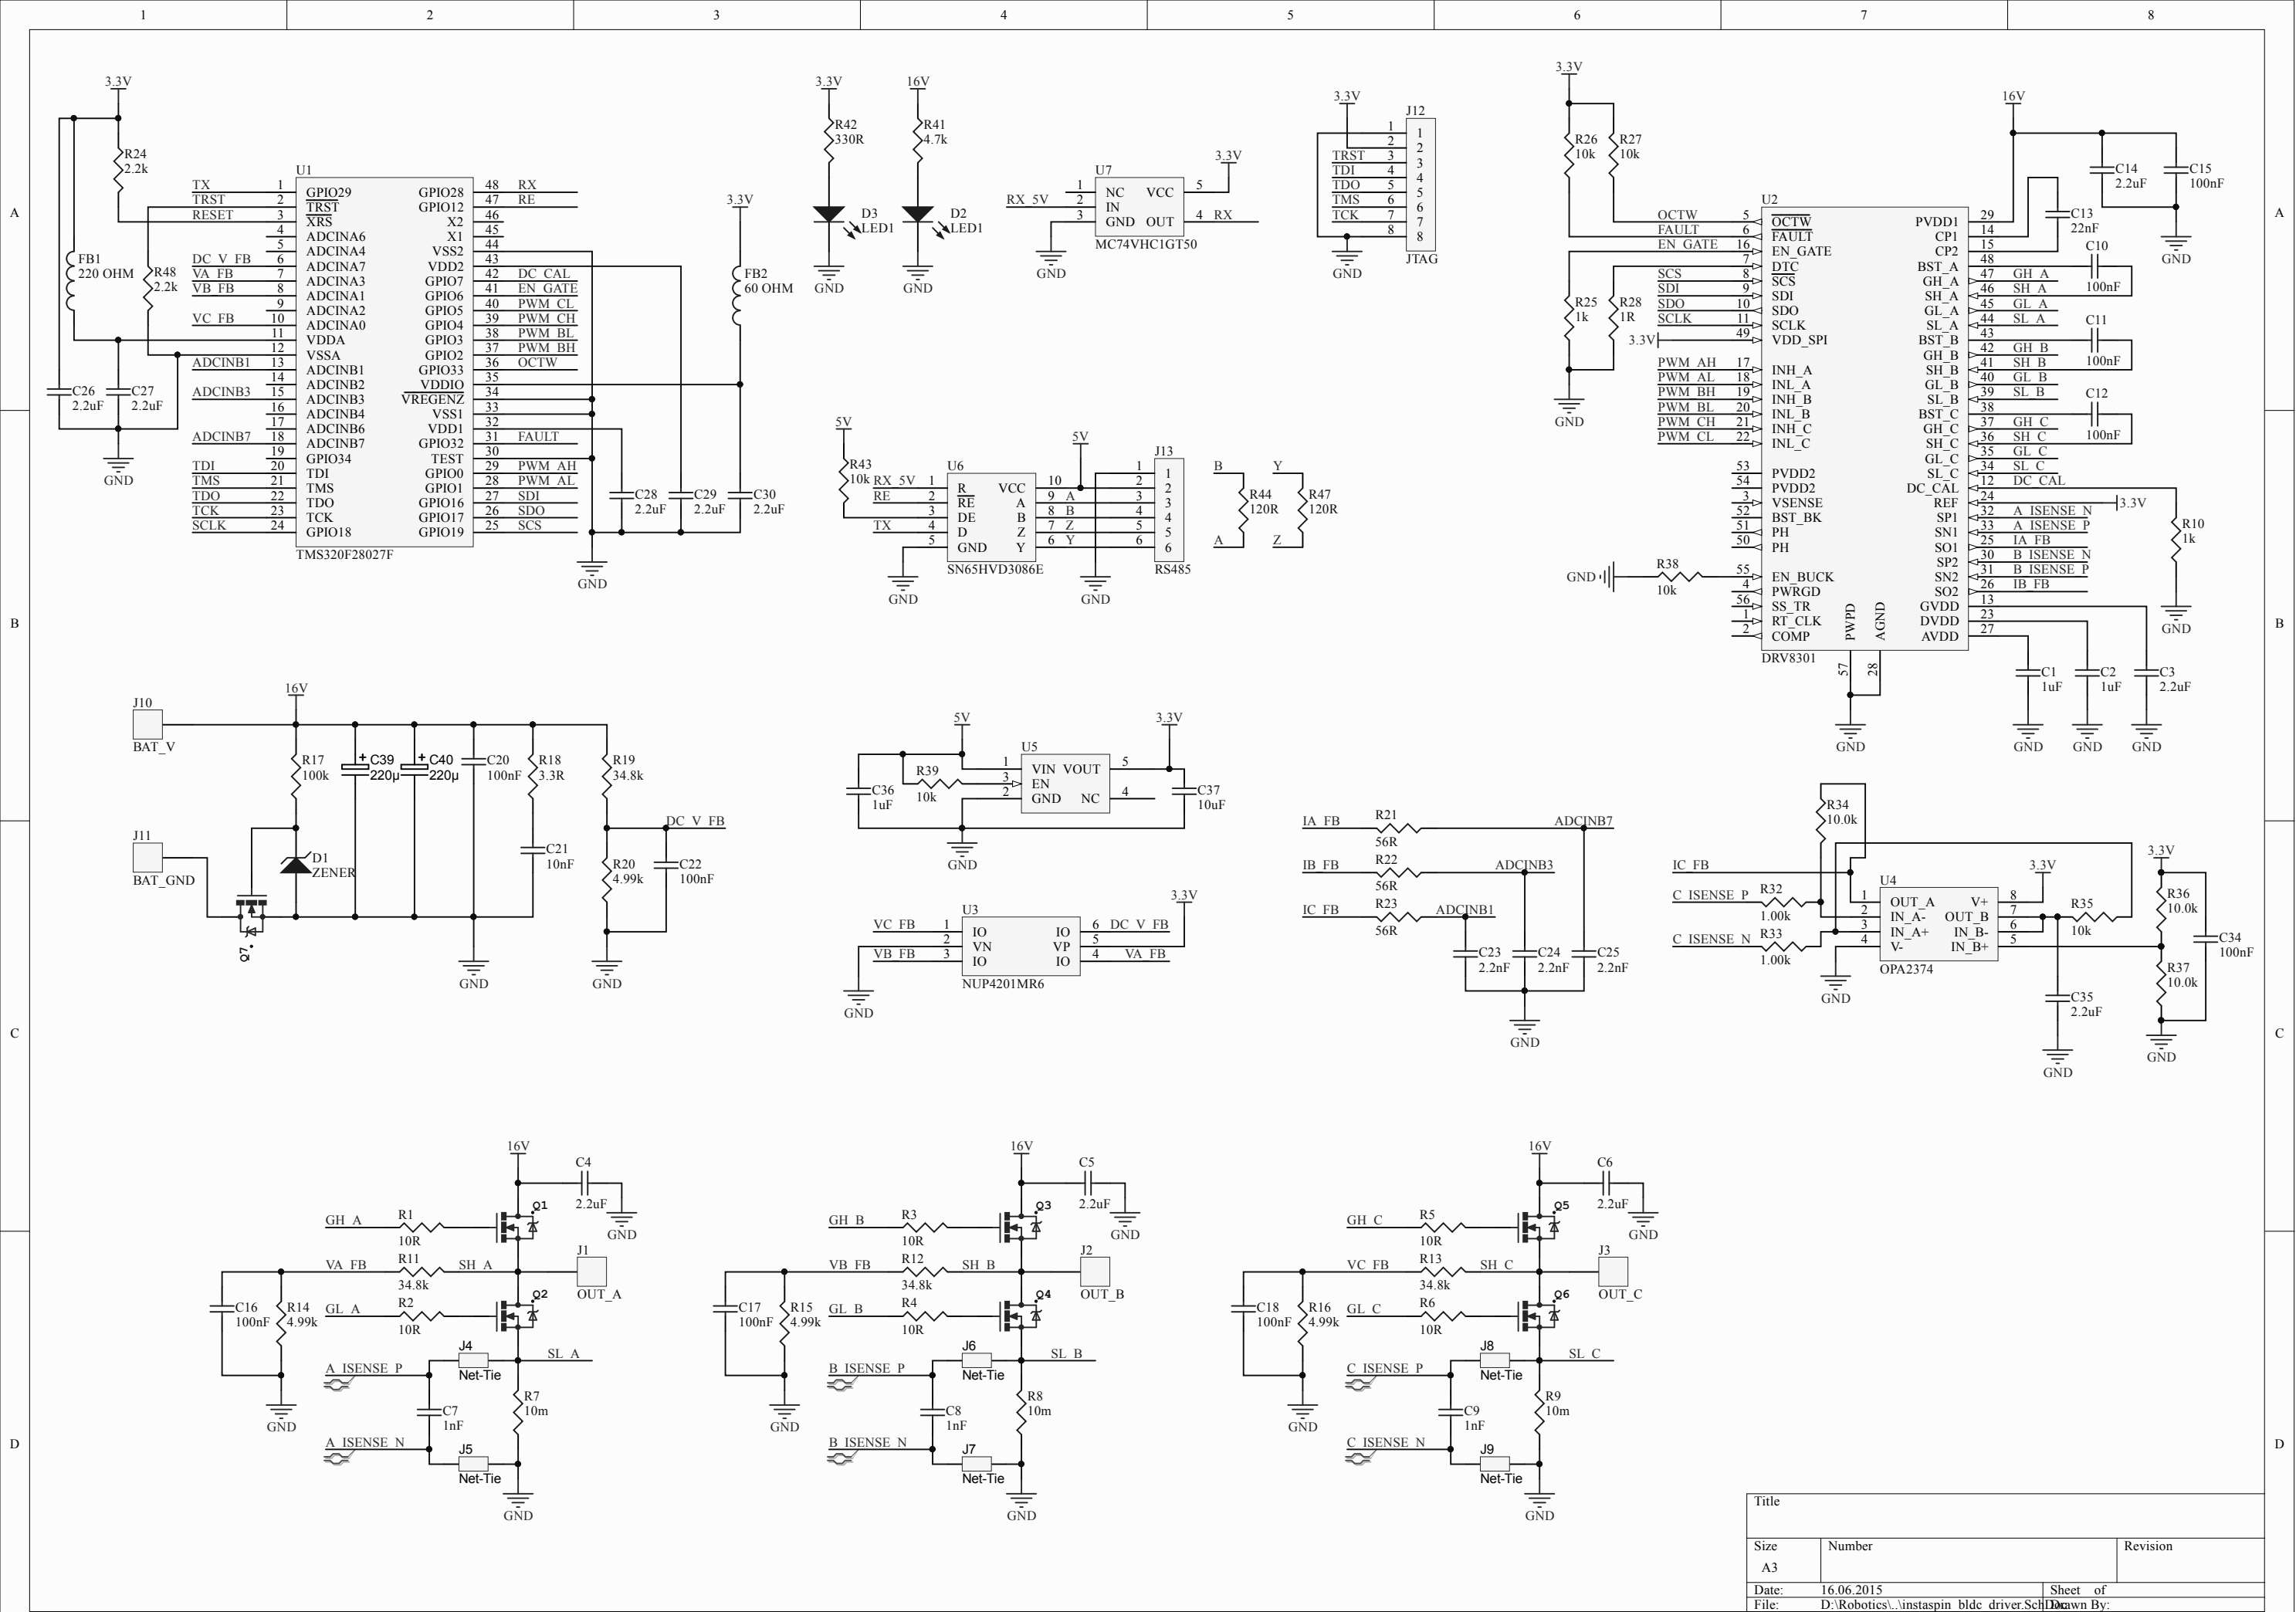 1 2 3 4 5 6 7 8
A
B
C
D
A
B
C
D
3.3V
R24
2.2k
FB1
220 OHM
R48
2.2k
C26
2.2uF
C27
2.2uF
GND
TX 1
TRST 2
RESET 3
4
5
DC_V_FB 6
VA_FB 7
VB_FB 8
9
VC_FB 10
11
12
ADCINB1 13
14
ADCINB3 15
16
17
ADCINB7 18
19
TDI 20
TMS 21
TDO 22
TCK 23
SCLK 24
U1
GPIO29 GPIO28
TRST GPIO12
XRS X2
ADCINA6 X1
ADCINA4 VSS2
ADCINA7 VDD2
ADCINA3 GPIO7
ADCINA1 GPIO6
ADCINA2 GPIO5
ADCINA0 GPIO4
VDDA GPIO3
VSSA GPIO2
ADCINB1 GPIO33
ADCINB2 VDDIO
ADCINB3 VREGENZ
ADCINB4 VSS1
ADCINB6 VDD1
ADCINB7 GPIO32
GPIO34 TEST
TDI GPIO0
TMS GPIO1
TDO GPIO16
TCK GPIO17
GPIO18 GPIO19
TMS320F28027F
48 RX
47 RE
46
45
44
43
42 DC_CAL
41 EN_GATE
40 PWM_CL
39 PWM_CH
38 PWM_BL
37 PWM_BH
36 OCTW
35
34
33
32
31 FAULT
30
29 PWM_AH
28 PWM_AL
27 SDI
26 SDO
25 SCS
3.3V
FB2
60 OHM
C28
2.2uF
C29
2.2uF
C30
2.2uF
GND
3.3V
R42
330R
D3
LED1
GND
16V
R41
4.7k
D2
LED1
GND
U7
RX_5V
1 NC VCC 5
2 IN
3 GND OUT 4 RX
MC74VHC1GT50
3.3V
GND
3.3V
J12
1 1
2 2
TRST 3 3
TDI 4 4
TDO 5 5
TMS 6 6
TCK 7 7
8 8
JTAG
GND
5V
R43
10k
U6
RX_5V 1 R VCC 10
RE 2 RE A 9 A
3 DE B 8 B
TX 4 D Z 7 Z
5 GND Y 6 Y
SN65HVD3086E
GND
5V
J13
1 1
2 2
3 3
4 4
5 5
6 6
RS485
GND
B
R44
120R
A
Y
R47
120R
Z
3.3V
R26
10k
R27
10k
R25
1k
R28
1R
GND
OCTW 5
FAULT 6
EN_GATE 16
7
SCS 8
SDI 9
SDO 10
SCLK 11
3.3V 49
PWM_AH 17
PWM_AL 18
PWM_BH 19
PWM_BL 20
PWM_CH 21
PWM_CL 22
53
54
3
52
51
50
GND R38 55
10k
4
56
1
2
U2
OCTW PVDD1
FAULT CP1
EN_GATE CP2
DTC BST_A
SCS GH_A
SDI SH_A
SDO GL_A
SCLK SL_A
VDD_SPI BST_B
GH_B
INH_A SH_B
INL_A GL_B
INH_B SL_B
INL_B BST_C
INH_C GH_C
INL_C SH_C
GL_C
PVDD2 SL_C
PVDD2 DC_CAL
VSENSE REF
BST_BK SP1
PH SN1
PH SO1
SP2
EN_BUCK SN2
PWRGD SO2
SS_TR GVDD
RT_CLK DVDD
COMP AVDD
PWPD AGND
DRV8301
57 28
GND
29
14
15
48
47 GH_A
46 SH_A
45 GL_A
44 SL_A
43
42 GH_B
41 SH_B
40 GL_B
39 SL_B
38
37 GH_C
36 SH_C
35 GL_C
34 SL_C
12 DC_CAL
24 3.3V
32 A_ISENSE_N
33 A_ISENSE_P
25 IA_FB
30 B_ISENSE_N
31 B_ISENSE_P
26 IB_FB
13
23
27
16V
C14
2.2uF
C15
100nF
GND
C13
22nF
C10
100nF
C11
100nF
C12
100nF
R10
1k
GND
C1
1uF
C2
1uF
C3
2.2uF
GND GND GND
J10
BAT_V
J11
BAT_GND
16V
R17
100k
+ C39
220µ
+ C40
220µ
C20
100nF
R18
3.3R
R19
34.8k
D1
ZENER
Q7
C21
10nF
DC_V_FB
R20
4.99k
C22
100nF
GND GND
5V
U5
1 VIN VOUT 5
3 EN
2 GND NC 4
R39
10k
C36
1uF
3.3V
C37
10uF
GND
U3
VC_FB 1 IO IO 6 DC_V_FB
2 VN VP 5
VB_FB 3 IO IO 4 VA_FB
NUP4201MR6
3.3V
GND
IA_FB R21 ADCINB7
56R
IB_FB R22 ADCINB3
56R
IC_FB R23 ADCINB1
56R
C23
2.2nF
C24
2.2nF
C25
2.2nF
GND
R34
10.0k
IC_FB
C_ISENSE_P R32
1.00k
C_ISENSE_N R33
1.00k
U4
1 OUT_A V+ 8
2 IN_A- OUT_B 7
3 IN_A+ IN_B- 6
4 V- IN_B+ 5
OPA2374
GND
3.3V
R35
10k
3.3V
R36
10.0k
R37
10.0k
C34
100nF
C35
2.2uF
GND GND
16V
C4
2.2uF
GND
Q1
GH_A R1
10R
VA_FB R11 SH_A
34.8k
J1
OUT_A
GL_A R2
10R
Q2
C16
100nF
R14
4.99k
GND
J4
Net-Tie
SL_A
A_ISENSE_P
C7
1nF
R7
10m
A_ISENSE_N
J5
Net-Tie
GND
16V
C5
2.2uF
GND
Q3
GH_B R3
10R
VB_FB R12 SH_B
34.8k
J2
OUT_B
GL_B R4
10R
Q4
C17
100nF
R15
4.99k
GND
J6
Net-Tie
SL_B
B_ISENSE_P
C8
1nF
R8
10m
B_ISENSE_N
J7
Net-Tie
GND
16V
C6
2.2uF
GND
Q5
GH_C R5
10R
VC_FB R13 SH_C
34.8k
J3
OUT_C
GL_C R6
10R
Q6
C18
100nF
R16
4.99k
GND
J8
Net-Tie
SL_C
C_ISENSE_P
C9
1nF
R9
10m
C_ISENSE_N
J9
Net-Tie
GND
Title
Size Number Revision
A3
Date: 16.06.2015 Sheet of
File: D:\Robotics\..\instaspin_bldc_driver.SchDoc Drawn By:
1 2 3 4 5 6 7 8